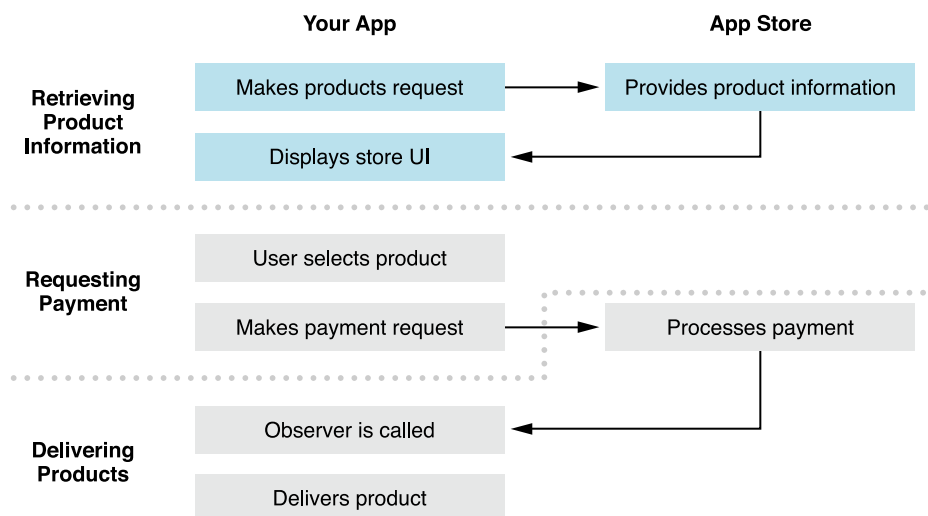 Your App
App Store
Retrieving
Product
Information
Makes products request
Provides product information
Displays store UI
Requesting
Payment
User selects product
Makes payment request
Processes payment
Delivering
Products
Observer is called
Delivers product